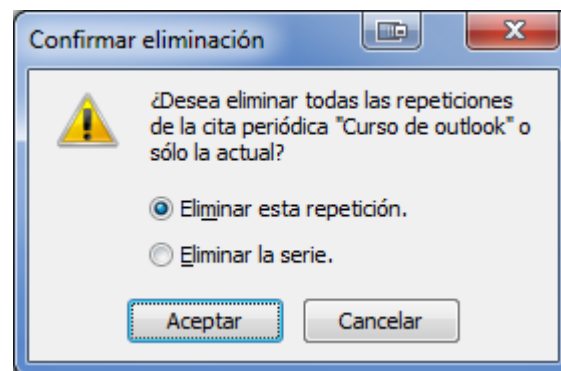 Confirmar eliminación
¿Desea eliminar todas las repeticiones
de la cita periódica "Curso de outlook" o
sólo la actual?
Eliminar esta repetición.
Eliminar la serie.
Aceptar
Cancelar